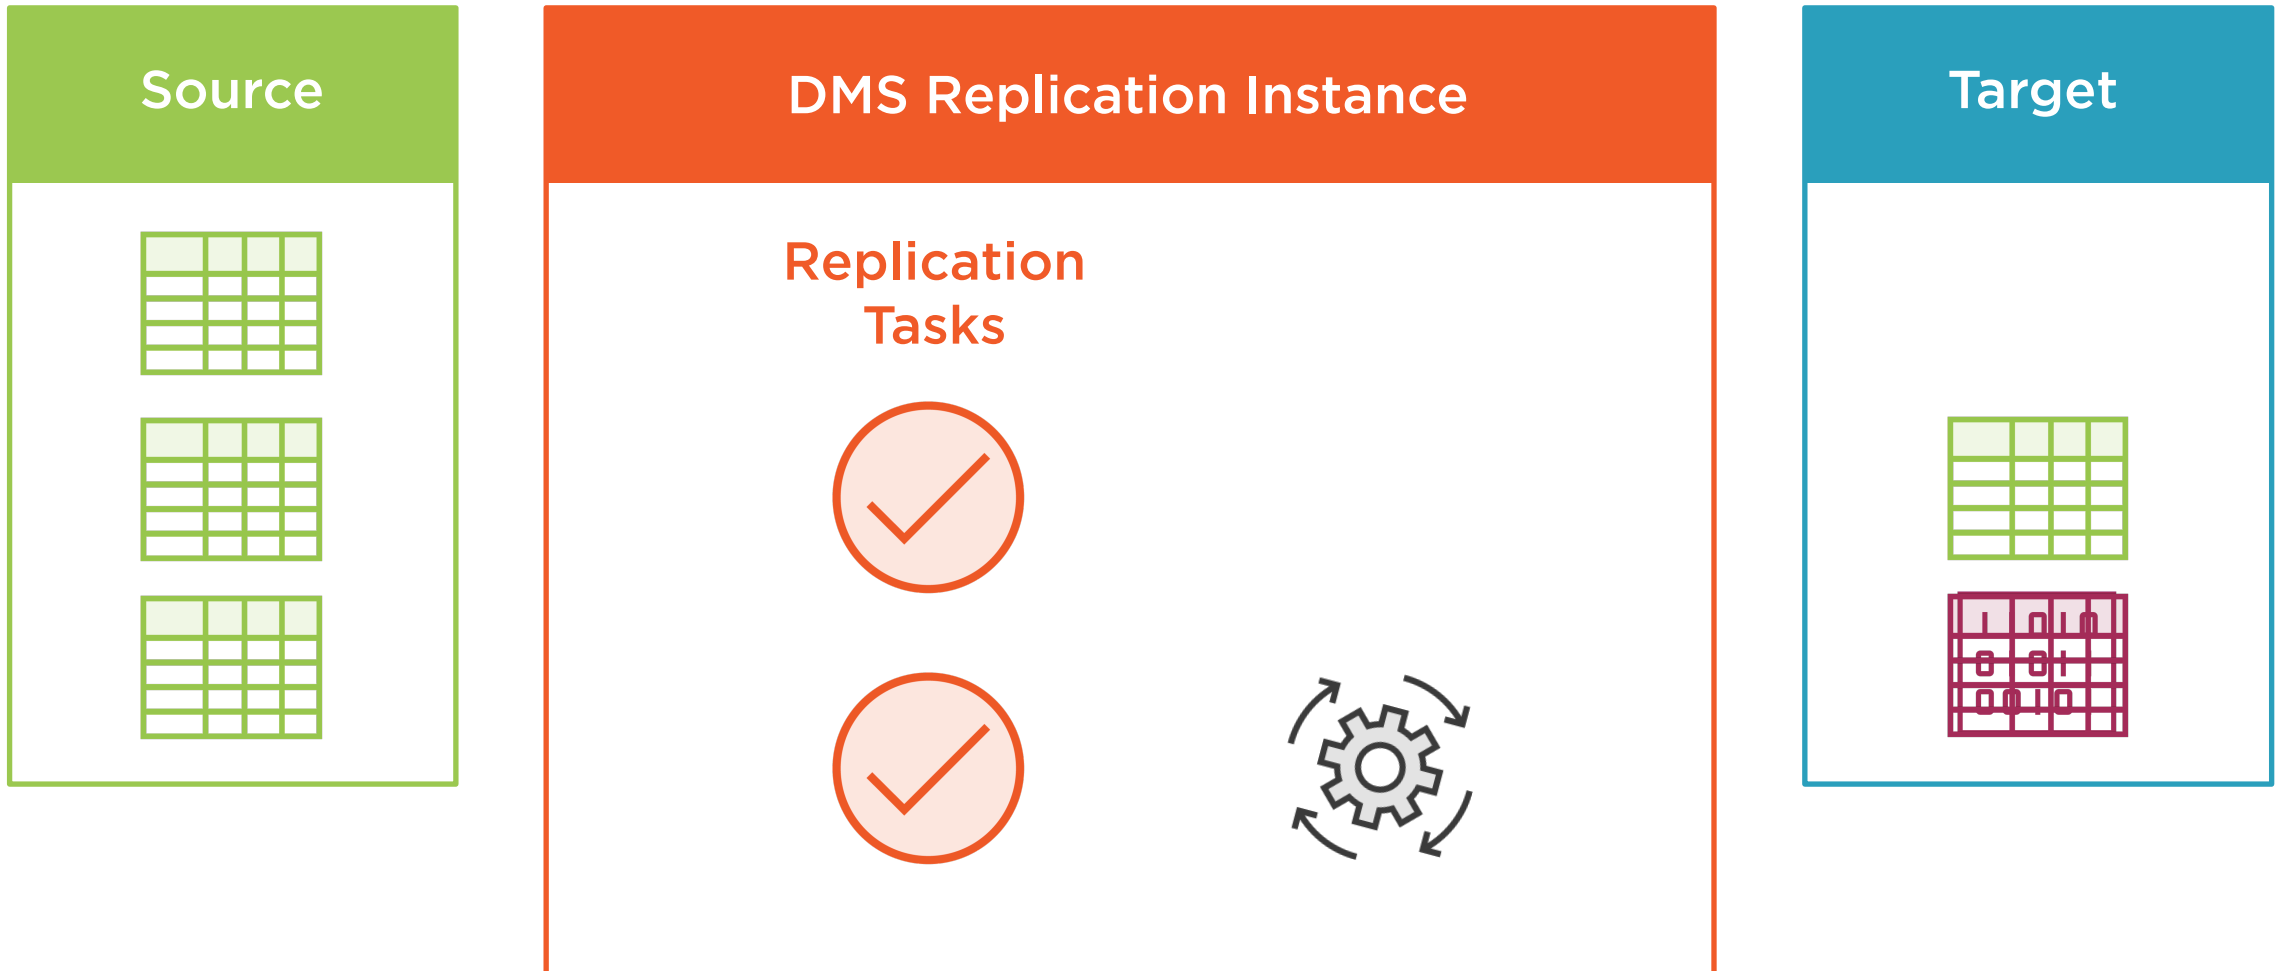 Source
DMS Replication Instance
Target
Replication
Tasks